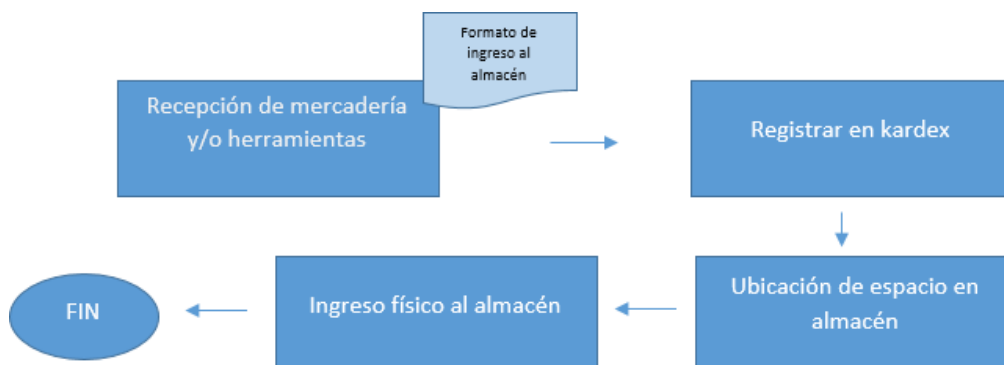 Formato de
ingreso al
almacén
Recepción de mercadería
y/o herramientas
Registrar en kardex
Ubicación de espacio en
almacén
Ingreso físico al almacén
FIN